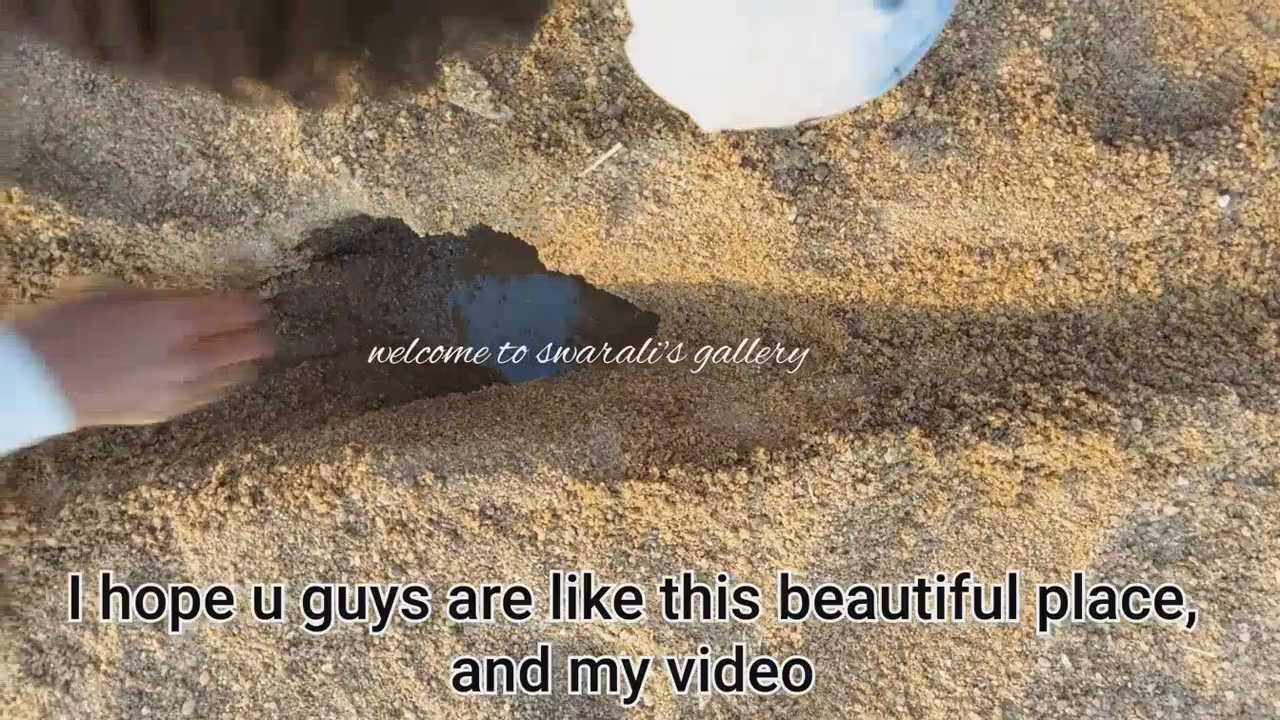 welcome to swarali's gallery
I hope u guys are like this beautiful place,
and my video